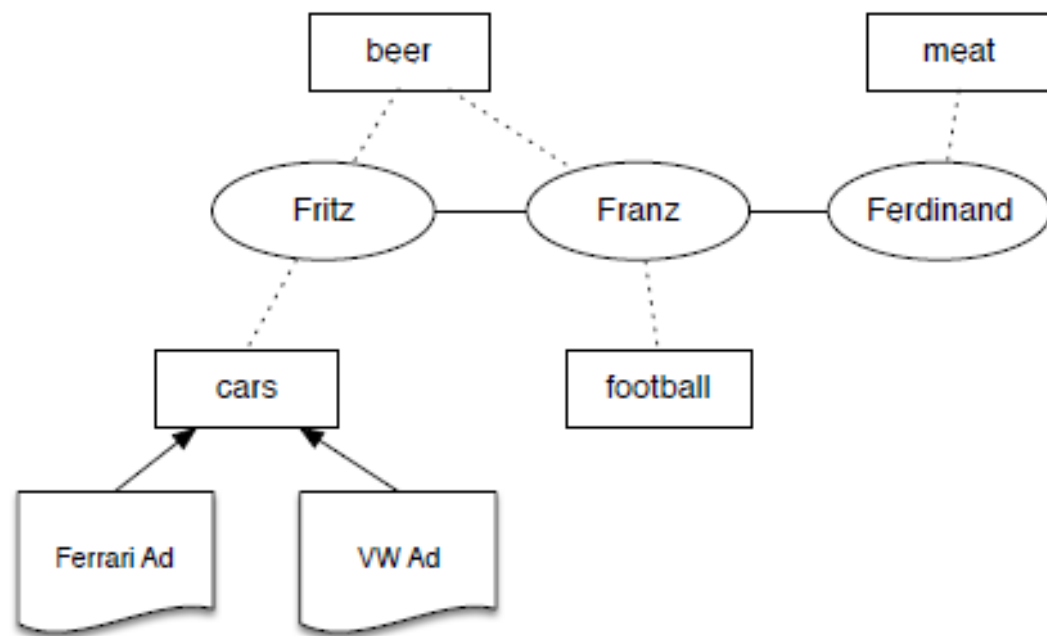 beer
meat
Fritz
Franz
Ferdinand
cars
football
Ferrari Ad
VW Ad